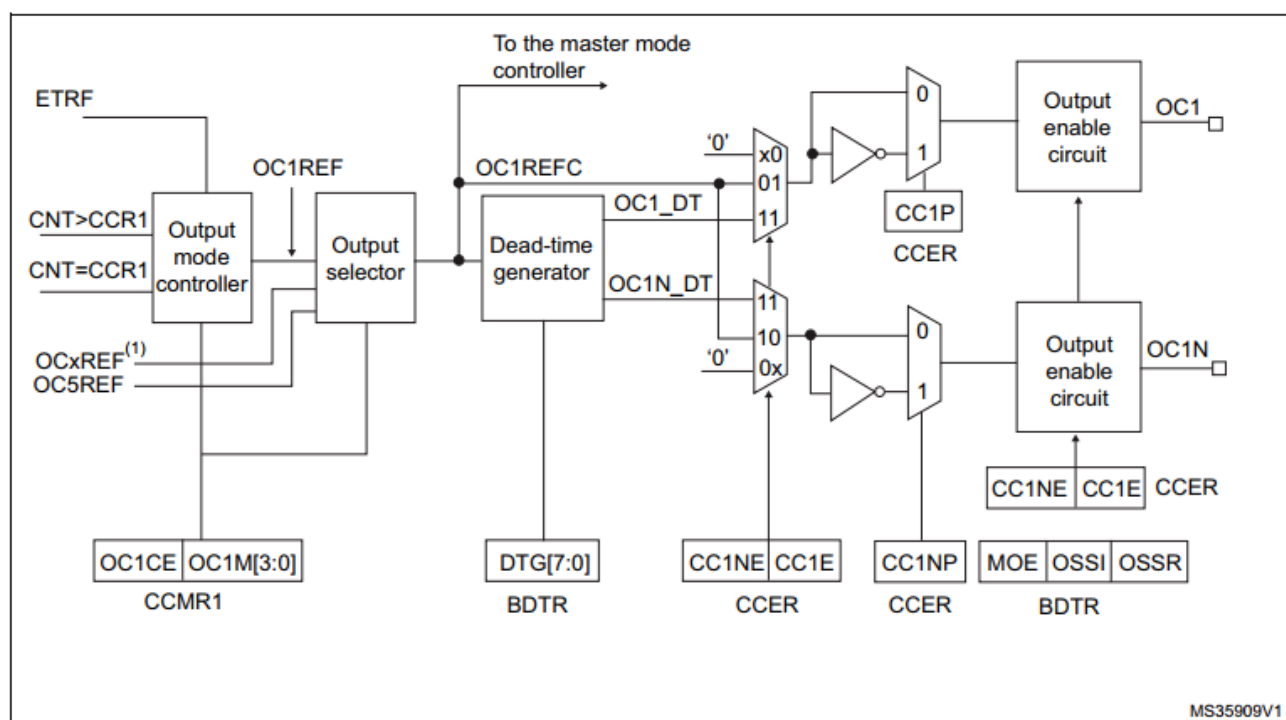 To the master mode
controller
ETRF
OC1REF
CNT>CCR1
CNT=CCR1
Output
mode
controller
Output
selector
OCxREF(1)
OC5REF
OC1REFC
Dead-time
generator
OC1_DT
OC1N_DT
'0'
x0
01
11
11
10
'0'
0x
0
1
CC1P
CCER
0
1
Output
enable
circuit
OC1
Output
enable
circuit
OC1N
CC1NE CC1E CCER
OC1CE OC1M[3:0]
CCMR1
DTG[7:0]
BDTR
CC1NE CC1E
CCER
CC1NP
CCER
MOE OSSI OSSR
BDTR
MS35909V1